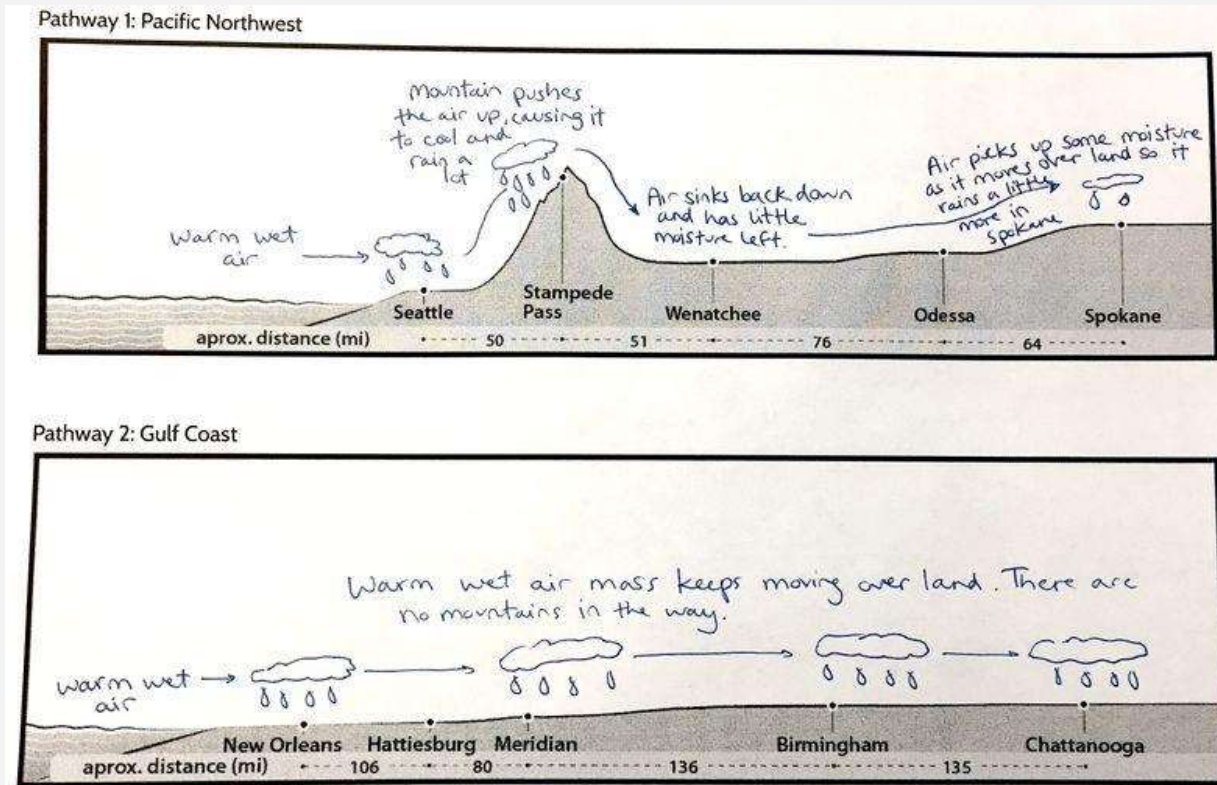 Pathway 1: Pacific Northwest
Mountain pushes
the air up, causing it
to cool and
rain a
lot
Warm wet
air
Air sinks back down
and has little
moisture left.
Air picks up some moisture
as it moves over land so it
rains a little
more in
Spokane
Seattle
Stampede
Pass
Wenatchee
Odessa
Spokane
aprox. distance (mi) 50 51 76 64
Pathway 2: Gulf Coast
Warm wet air mass keeps moving over land. There are
no mountains in the way.
warm wet
air
New Orleans Hattiesburg Meridian Birmingham Chattanooga
aprox. distance (mi) 106 80 136 135